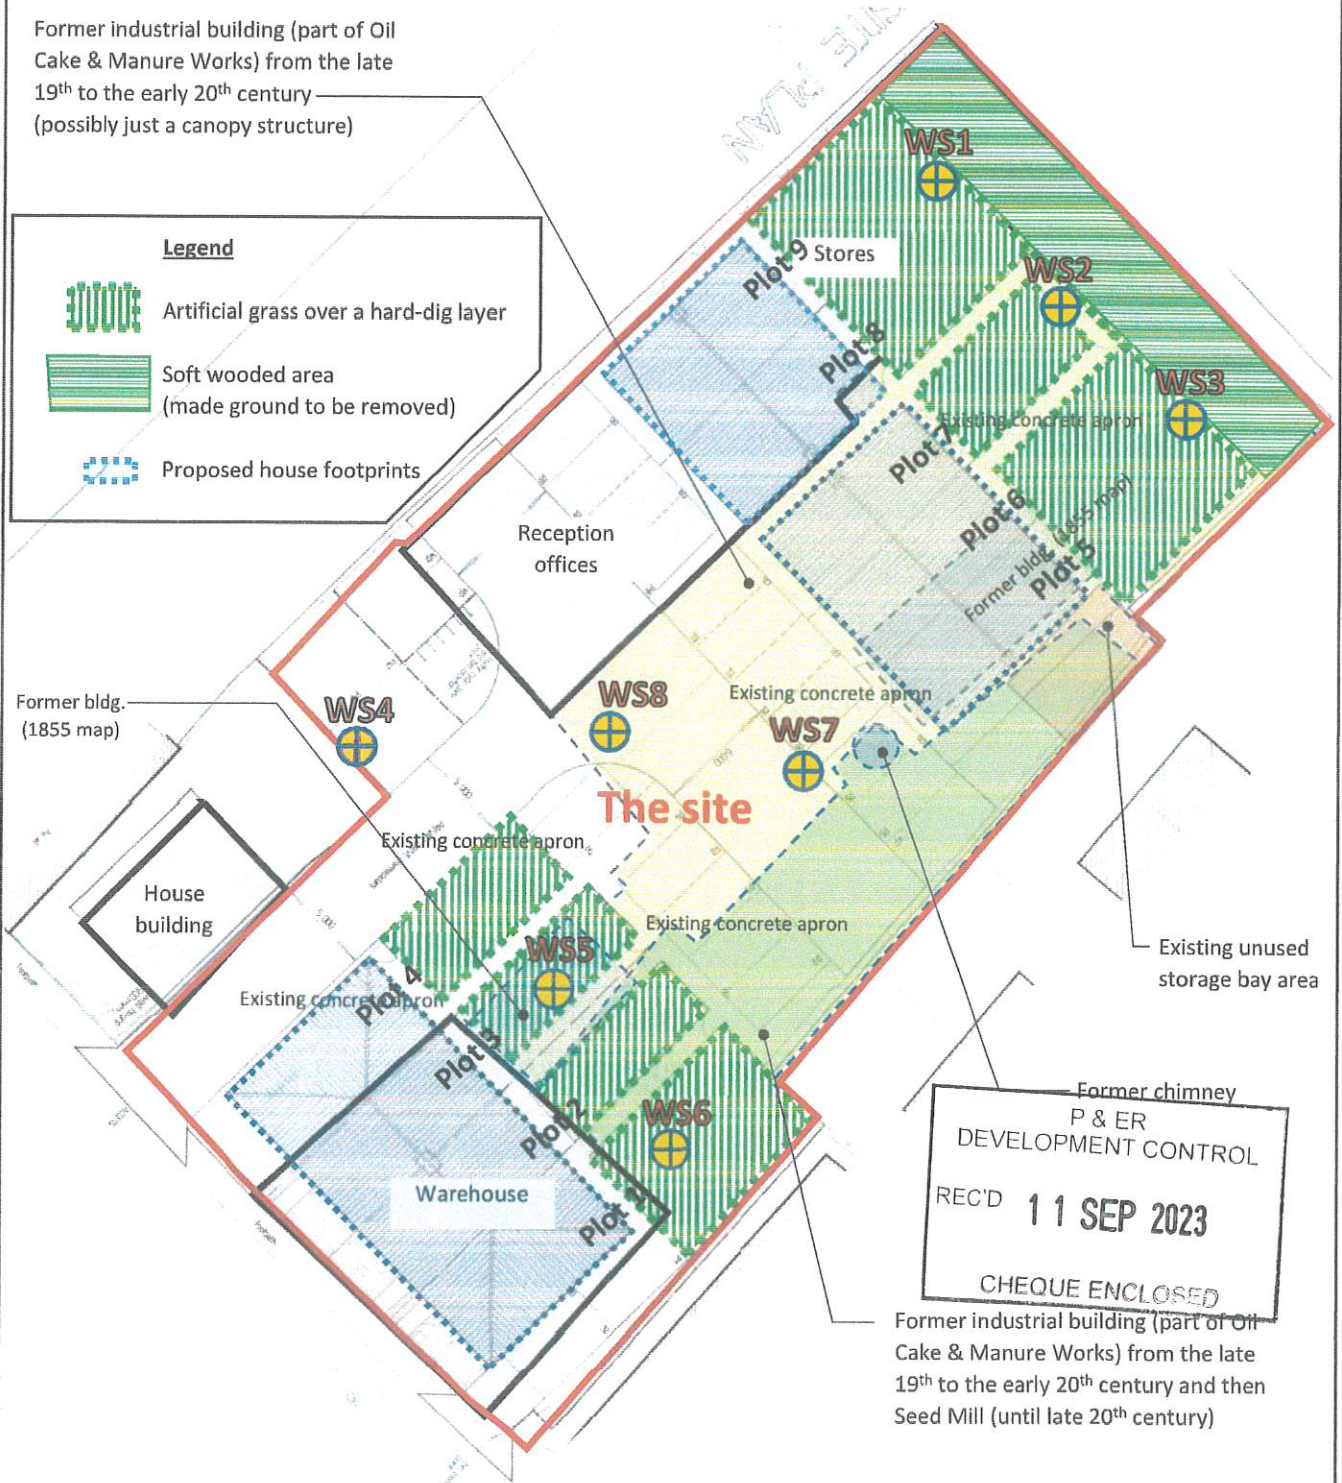 Former industrial building (part of Oil
Cake & Manure Works) from the late
19th to the early 20th century
(possibly just a canopy structure)
SITE PLAN
Legend
Artificial grass over a hard-dig layer
Soft wooded area
(made ground to be removed)
Proposed house footprints
WS1
Plot 9
Stores
WS2
Plot 8
WS3
Existing concrete apron
Plot 7
Plot 6
Former bldg. (1855 map)
Plot 5
Reception
offices
Former bldg.
(1855 map)
WS4
WS8
Existing concrete apron
WS7
The site
Existing concrete apron
House
building
Existing concrete apron
WS5
Existing concrete apron
Plot 4
Plot 3
Existing unused
storage bay area
Former chimney
Plot 2
WS6
Warehouse
Plot
P & ER
DEVELOPMENT CONTROL
REC'D 11 SEP 2023
CHEQUE ENCLOSED
Former industrial building (part of Oil
Cake & Manure Works) from the late
19th to the early 20th century and then
Seed Mill (until late 20th century)